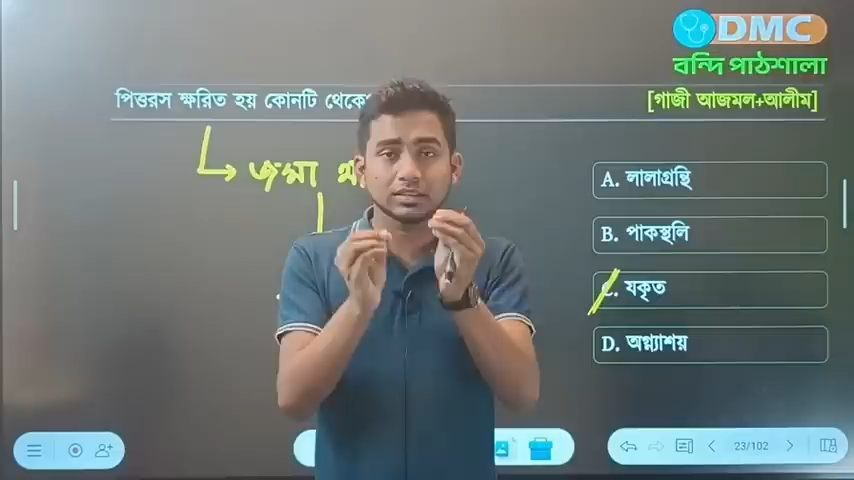 DMC
বন্দি পাঠশালা
পিত্তরস ক্ষরিত হয় কোনটি থেকে
[গাজী আজমল+আলীম]
জমা
A. লালাগ্রন্থি
B. পাকস্থলি
C. যকৃত
D. অগ্ন্যাশয়
23/102